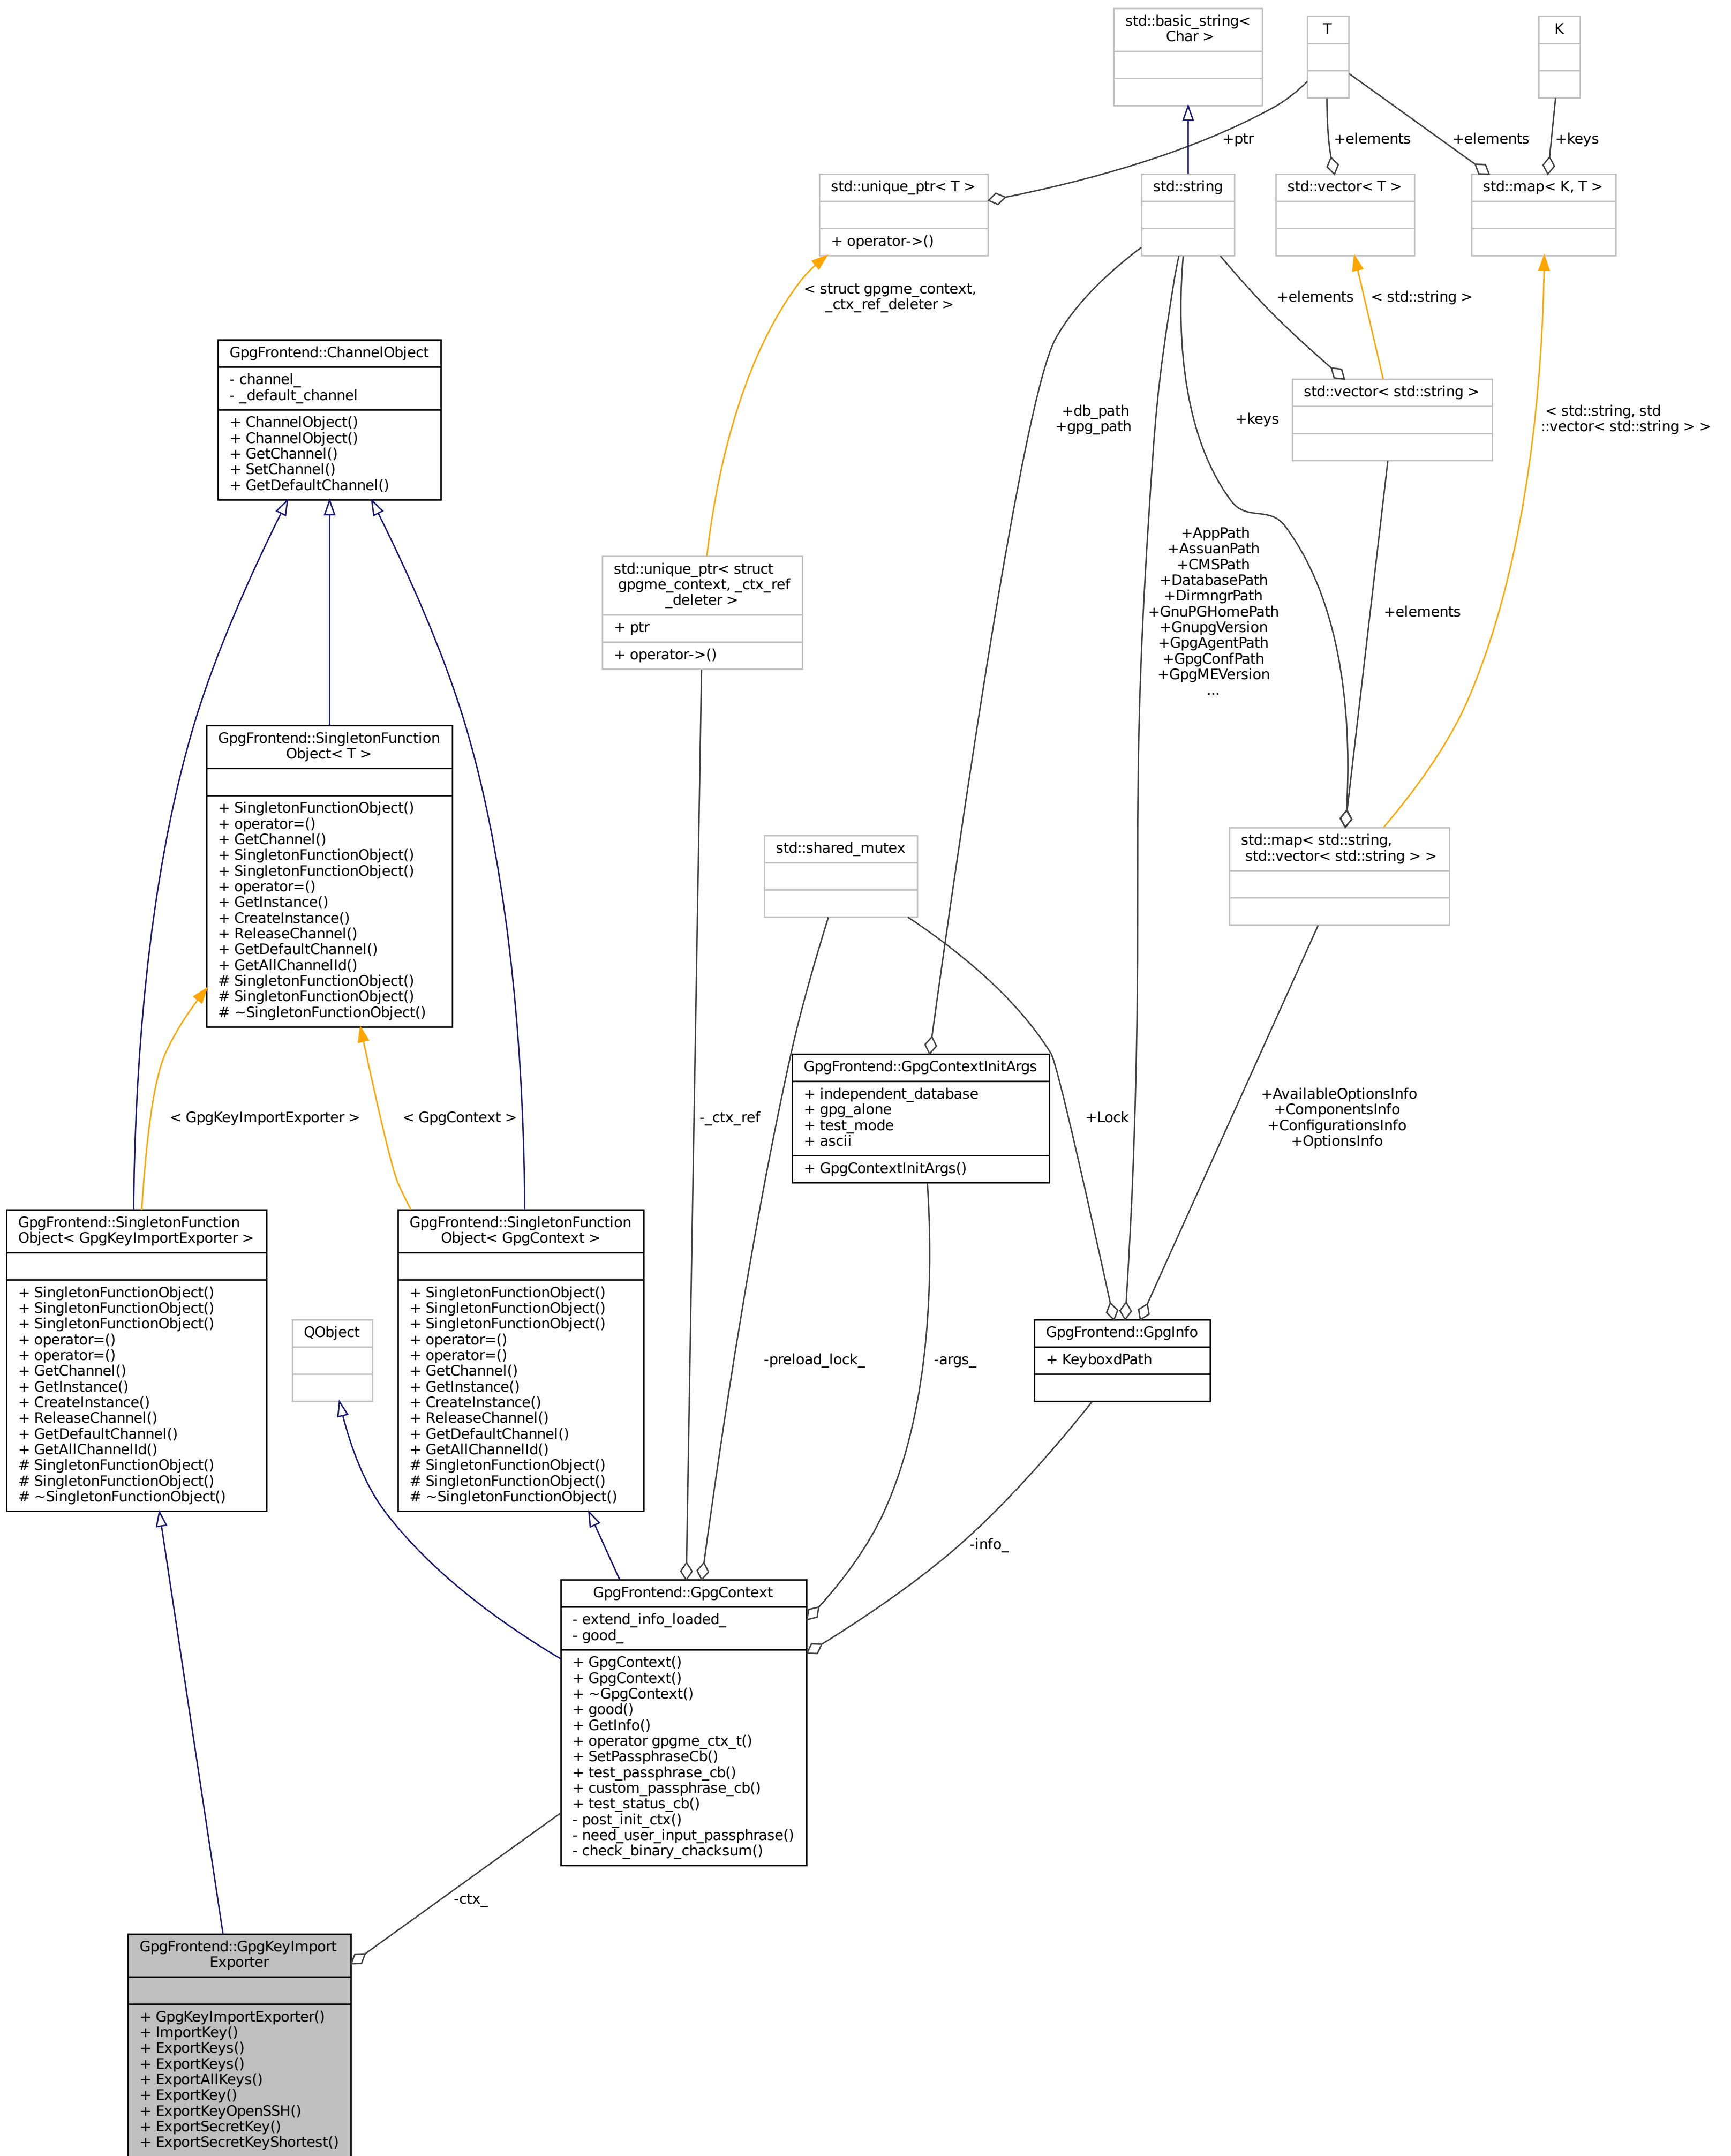 std::basic_string<
Char >
T
K
+ptr
+elements
+elements
+keys
std::unique_ptr< T >
+ operator->()
std::string
std::vector< T >
std::map< K, T >
< struct gpgme_context,
_ctx_ref_deleter >
+elements
< std::string >
GpgFrontend::ChannelObject
- channel_
- _default_channel
+ ChannelObject()
+ ChannelObject()
+ GetChannel()
+ SetChannel()
+ GetDefaultChannel()
std::vector< std::string >
+db_path
+gpg_path
+keys
< std::string, std
::vector< std::string > >
std::unique_ptr< struct
gpgme_context, _ctx_ref
_deleter >
+ ptr
+ operator->()
+AppPath
+AssuanPath
+CMSPath
+DatabasePath
+DirmngrPath
+GnuPGHomePath
+GnupgVersion
+GpgAgentPath
+GpgConfPath
+GpgMEVersion
...
+elements
GpgFrontend::SingletonFunction
Object< T >
+ SingletonFunctionObject()
+ operator=()
+ GetChannel()
+ SingletonFunctionObject()
+ SingletonFunctionObject()
+ operator=()
+ GetInstance()
+ CreateInstance()
+ ReleaseChannel()
+ GetDefaultChannel()
+ GetAllChannelId()
# SingletonFunctionObject()
# SingletonFunctionObject()
# ~SingletonFunctionObject()
std::shared_mutex
std::map< std::string,
std::vector< std::string > >
< GpgKeyImportExporter >
< GpgContext >
-_ctx_ref
GpgFrontend::GpgContextInitArgs
+ independent_database
+ gpg_alone
+ test_mode
+ ascii
+ GpgContextInitArgs()
+Lock
+AvailableOptionsInfo
+ComponentsInfo
+ConfigurationsInfo
+OptionsInfo
GpgFrontend::SingletonFunction
Object< GpgKeyImportExporter >
+ SingletonFunctionObject()
+ SingletonFunctionObject()
+ SingletonFunctionObject()
+ operator=()
+ operator=()
+ GetChannel()
+ GetInstance()
+ CreateInstance()
+ ReleaseChannel()
+ GetDefaultChannel()
+ GetAllChannelId()
# SingletonFunctionObject()
# SingletonFunctionObject()
# ~SingletonFunctionObject()
QObject
GpgFrontend::SingletonFunction
Object< GpgContext >
+ SingletonFunctionObject()
+ SingletonFunctionObject()
+ SingletonFunctionObject()
+ operator=()
+ operator=()
+ GetChannel()
+ GetInstance()
+ CreateInstance()
+ ReleaseChannel()
+ GetDefaultChannel()
+ GetAllChannelId()
# SingletonFunctionObject()
# SingletonFunctionObject()
# ~SingletonFunctionObject()
-preload_lock_
-args_
GpgFrontend::GpgInfo
+ KeyboxdPath
-info_
GpgFrontend::GpgContext
- extend_info_loaded_
- good_
+ GpgContext()
+ GpgContext()
+ ~GpgContext()
+ good()
+ GetInfo()
+ operator gpgme_ctx_t()
+ SetPassphraseCb()
+ test_passphrase_cb()
+ custom_passphrase_cb()
+ test_status_cb()
- post_init_ctx()
- need_user_input_passphrase()
- check_binary_chacksum()
-ctx_
GpgFrontend::GpgKeyImport
Exporter
+ GpgKeyImportExporter()
+ ImportKey()
+ ExportKeys()
+ ExportKeys()
+ ExportAllKeys()
+ ExportKey()
+ ExportKeyOpenSSH()
+ ExportSecretKey()
+ ExportSecretKeyShortest()